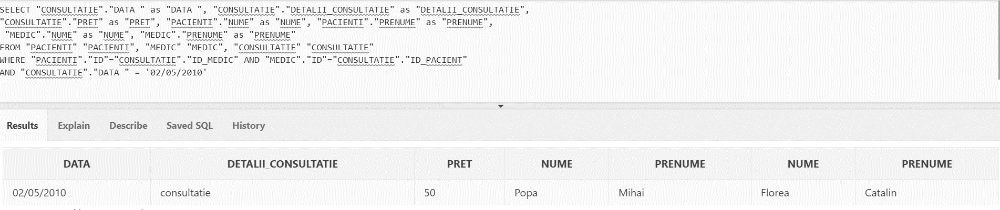 SELECT "CONSULTATIE"."DATA " as "DATA ", "CONSULTATIE"."DETALII_CONSULTATIE" as "DETALII_CONSULTATIE",
"CONSULTATIE"."PRET" as "PRET", "PACIENTI"."NUME" as "NUME", "PACIENTI"."PRENUME" as "PRENUME",
"MEDIC"."NUME" as "NUME", "MEDIC"."PRENUME" as "PRENUME"
FROM "PACIENTI" "PACIENTI", "MEDIC" "MEDIC", "CONSULTATIE" "CONSULTATIE"
WHERE "PACIENTI"."ID"="CONSULTATIE"."ID_MEDIC" AND "MEDIC"."ID"="CONSULTATIE"."ID_PACIENT"
AND "CONSULTATIE"."DATA " = '02/05/2010'
Results Explain Describe Saved SQL History
DATA DETALII_CONSULTATIE PRET NUME PRENUME NUME PRENUME
02/05/2010 consultatie 50 Popa Mihai Florea Catalin